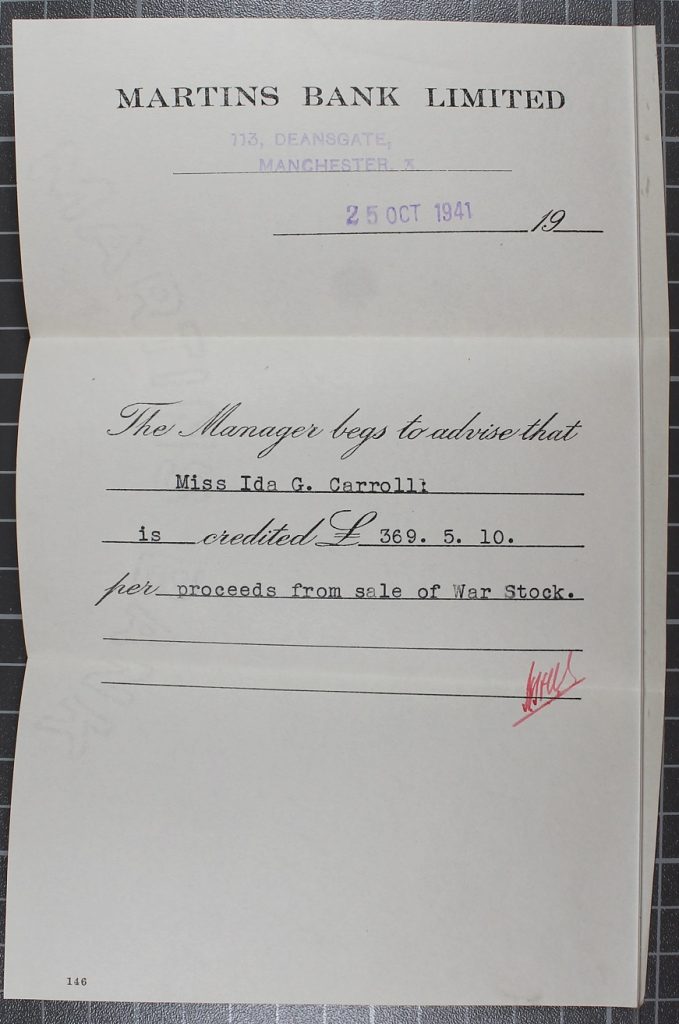 MARTINS BANK LIMITED
113, DEANSGATE,
MANCHESTER. 3
25 OCT 1941 19
The Manager begs to advise that
Miss Ida G. Carroll:
is credited £ 369. 5. 10.
per proceeds from sale of War Stock.
146